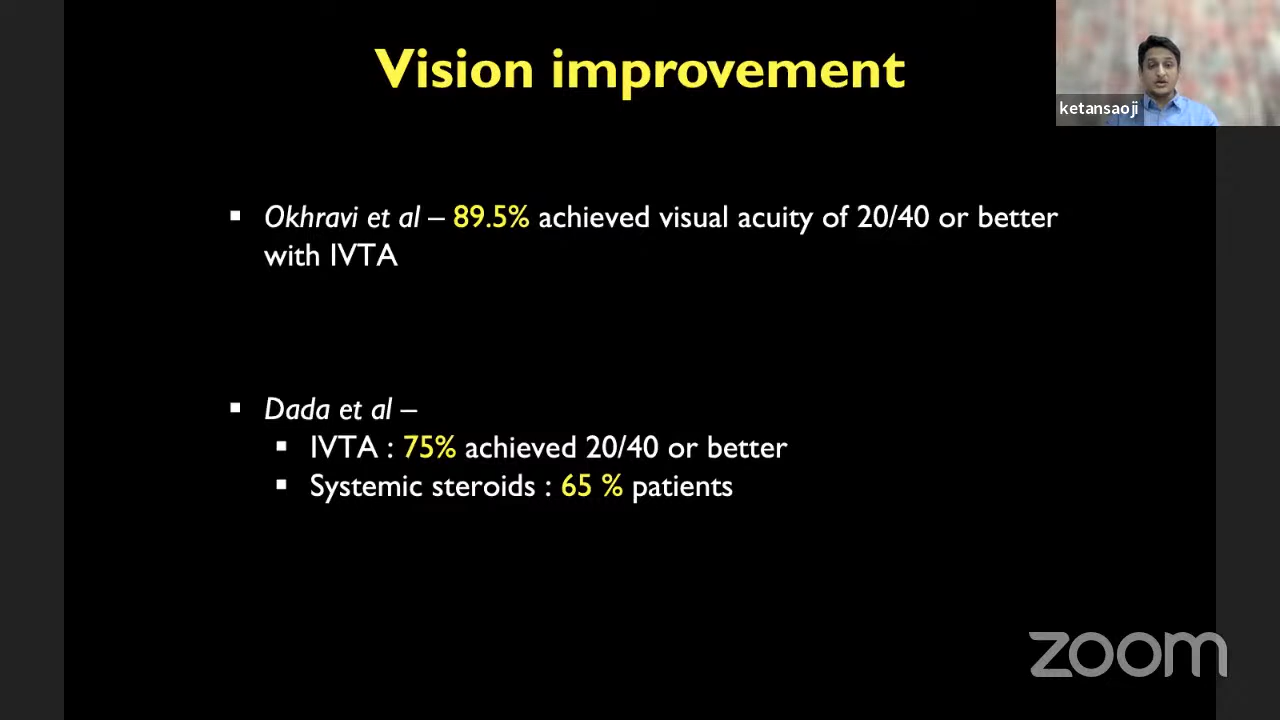 Vision improvement
ketansaoji
▪ Okhravi et al – 89.5% achieved visual acuity of 20/40 or better
with IVTA
▪ Dada et al –
▪ IVTA : 75% achieved 20/40 or better
▪ Systemic steroids : 65 % patients
zoom